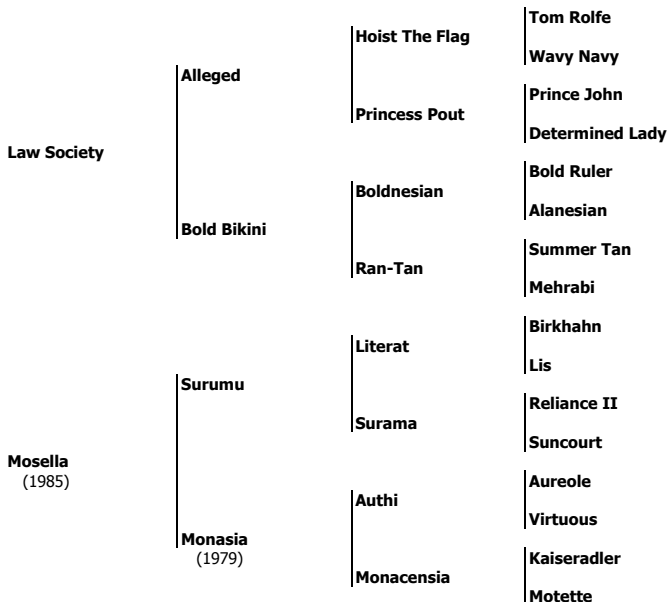 Tom Rolfe
Hoist The Flag
Wavy Navy
Alleged
Prince John
Princess Pout
Determined Lady
Law Society
Bold Ruler
Boldnesian
Alanesian
Bold Bikini
Summer Tan
Ran-Tan
Mehrabi
Birkhahn
Literat
Lis
Surumu
Reliance II
Surama
Suncourt
Mosella
(1985)
Aureole
Authi
Virtuous
Monasia
(1979)
Kaiseradler
Monacensia
Motette